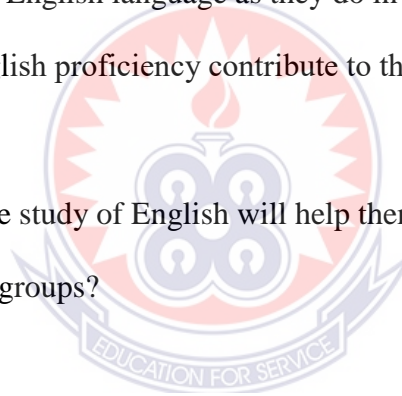 English language as they do in
lish proficiency contribute to th
e study of English will help the
groups?
EDUCATION FOR SERVICE